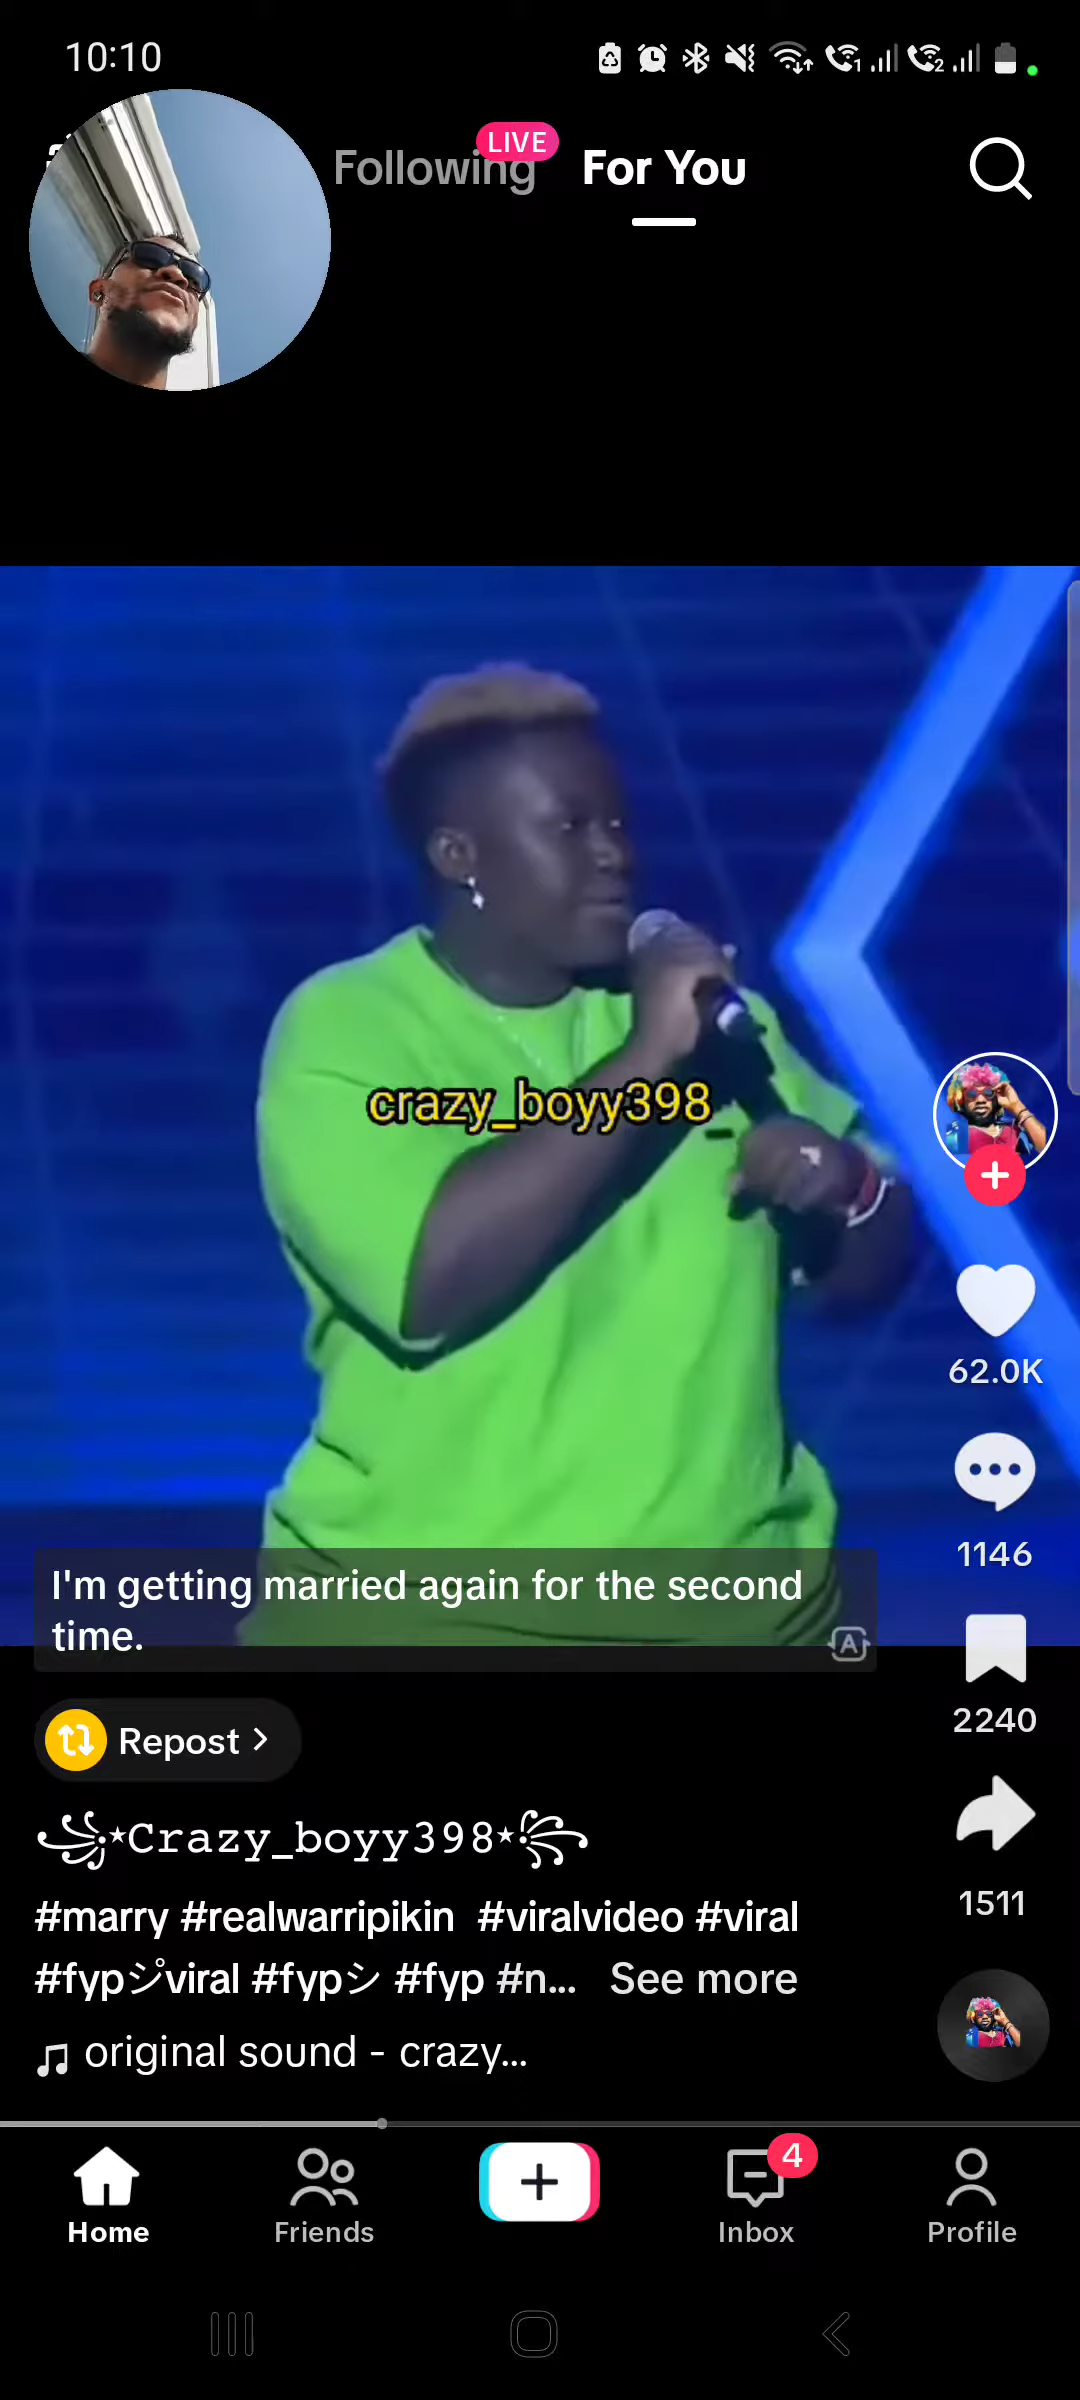 10:10
LIVE
Following For You
crazy_boyy398
62.0K
1146
I'm getting married again for the second
time.
2240
Repost
꧁⋆Crazy_boyy398⋆꧂
1511
#marry #realwarripikin #viralvideo #viral
#fypジviral #fypシ #fyp #n... See more
original sound - crazy...
4
Home Friends Inbox Profile